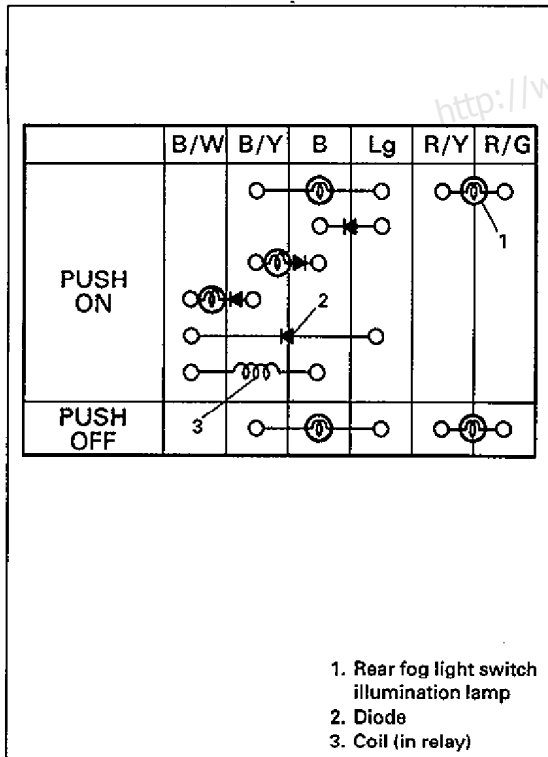 http://w
B/W B/Y B Lg R/Y R/G
1
PUSH
ON
2
3
PUSH
OFF
1. Rear fog light switch
illumination lamp
2. Diode
3. Coil (in relay)